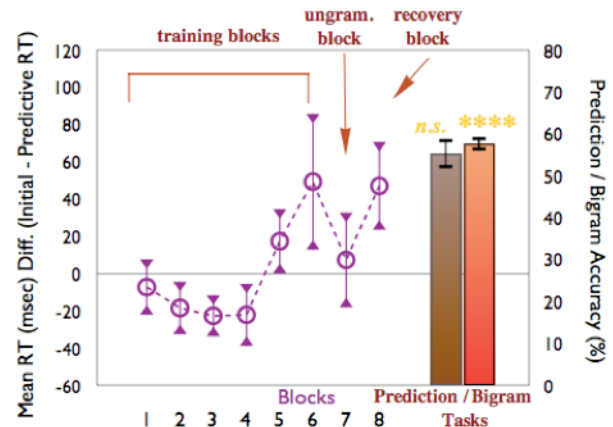 training blocks
ungram.
block
recovery
block
Mean RT (msec) Diff. (Initial - Predictive RT)
120
100
80
60
40
20
0
-20
-40
-60
n.s.
****
80
70
60
50
40
30
20
10
0
Prediction / Bigram Accuracy (%)
Blocks
1 2 3 4 5 6 7 8
Prediction / Bigram
Tasks